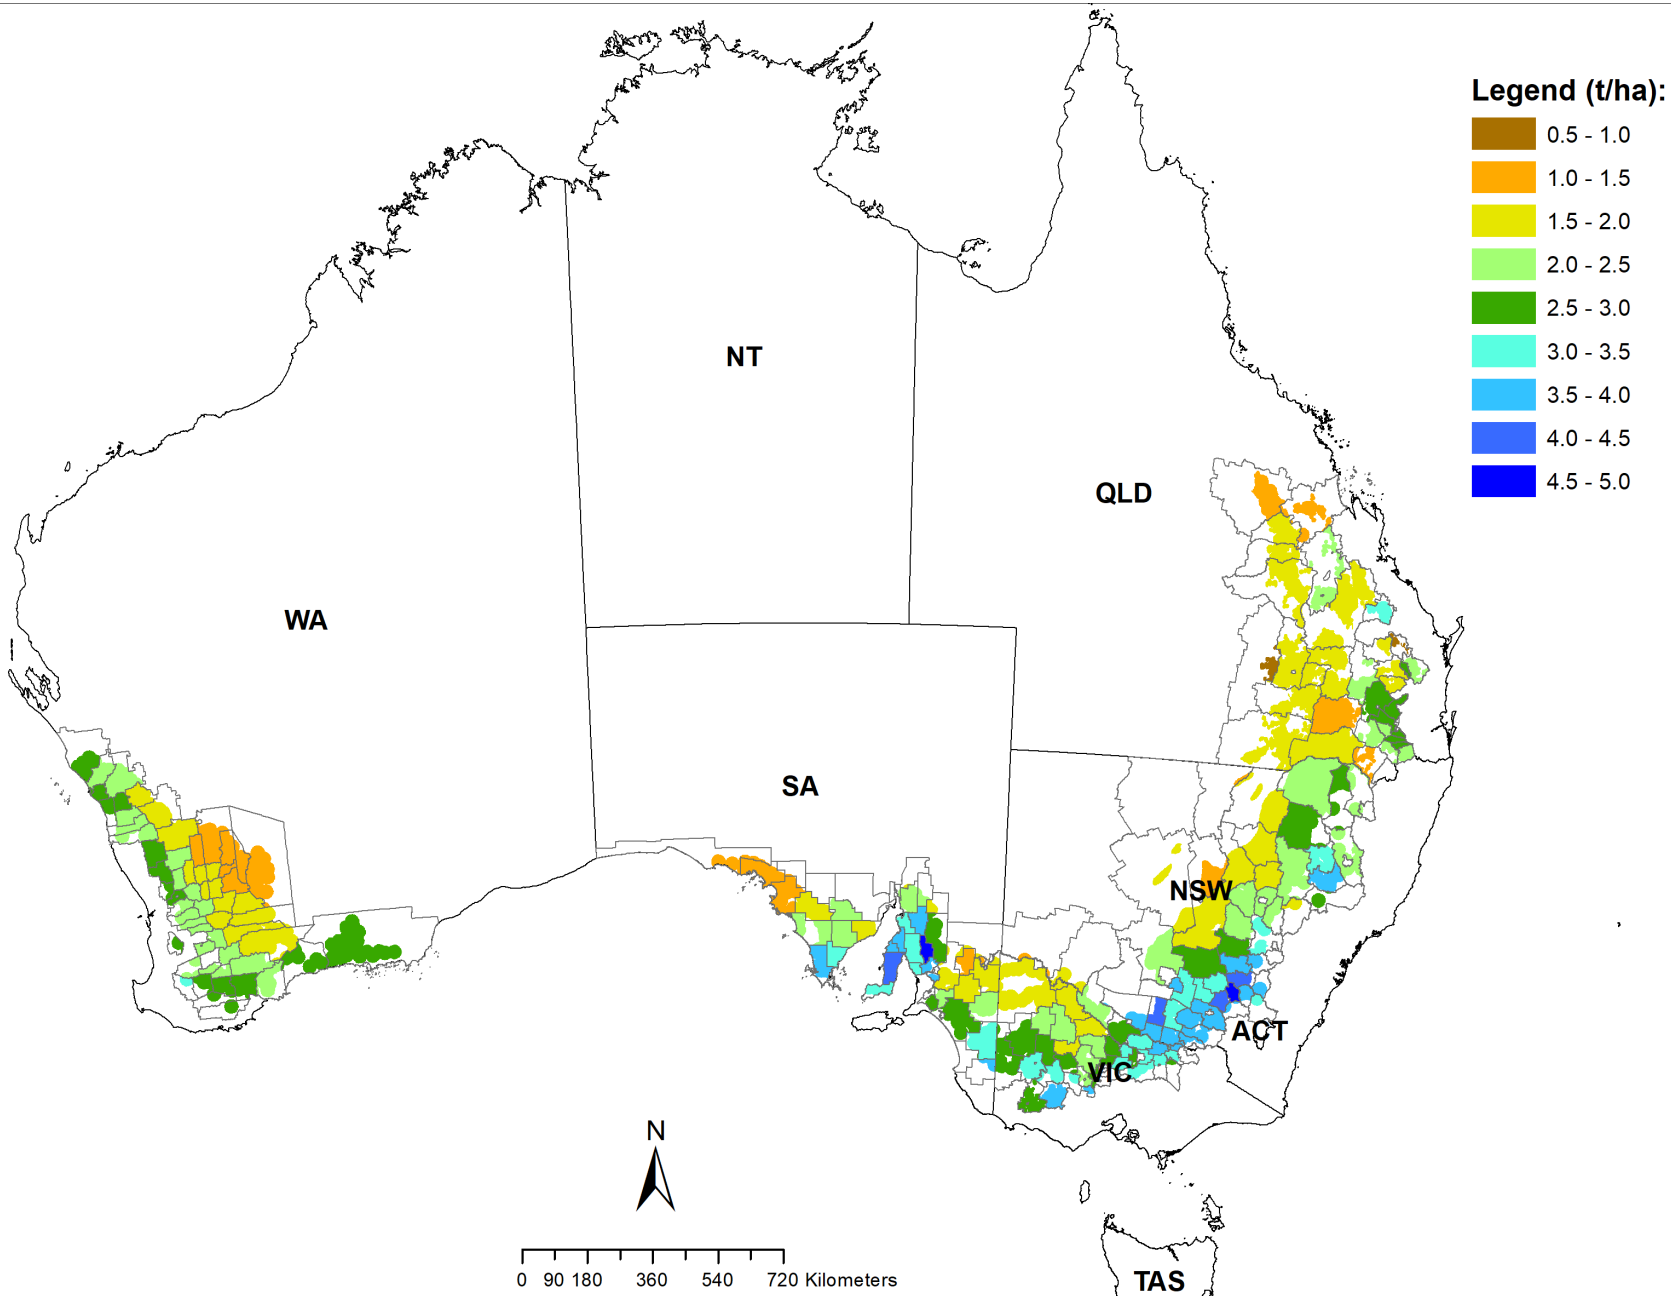 Legend (t/ha):
0.5 - 1.0
1.0 - 1.5
1.5 - 2.0
2.0 - 2.5
2.5 - 3.0
3.0 - 3.5
3.5 - 4.0
4.0 - 4.5
4.5 - 5.0
NT
QLD
WA
SA
NSW
ACT
VIC
N
TAS
0 90 180 360 540 720 Kilometers